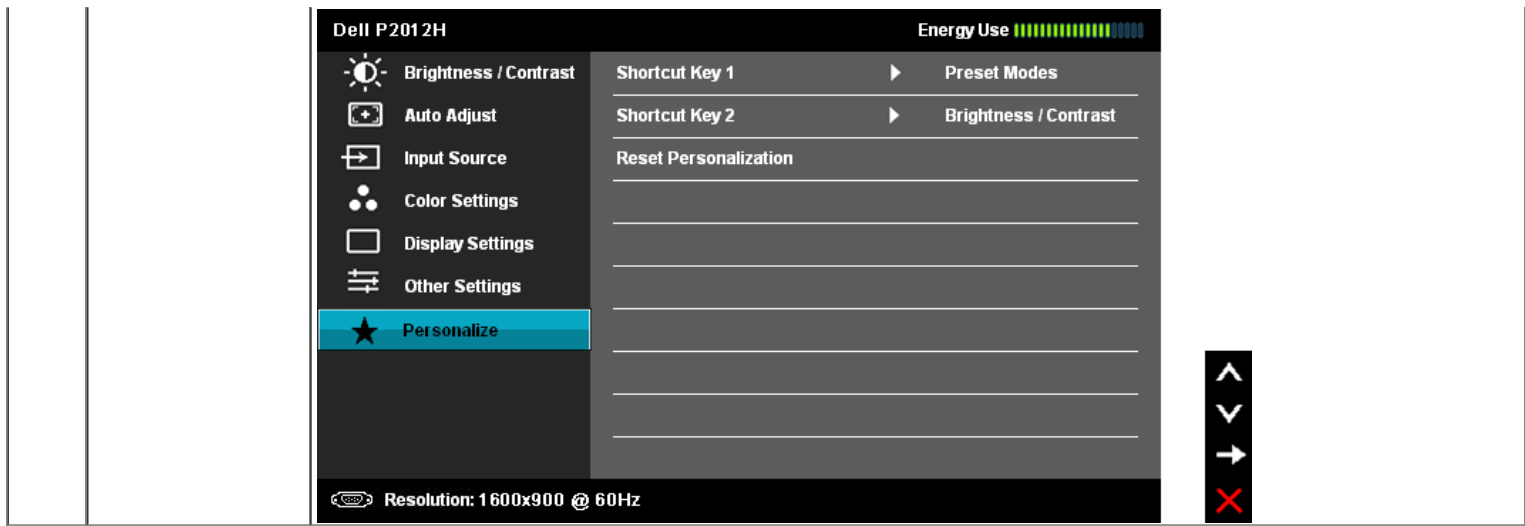 Dell P2012H Energy Use
Brightness / Contrast Shortcut Key 1 Preset Modes
Auto Adjust Shortcut Key 2 Brightness / Contrast
Input Source Reset Personalization
Color Settings
Display Settings
Other Settings
Personalize
Resolution: 1600x900 @ 60Hz